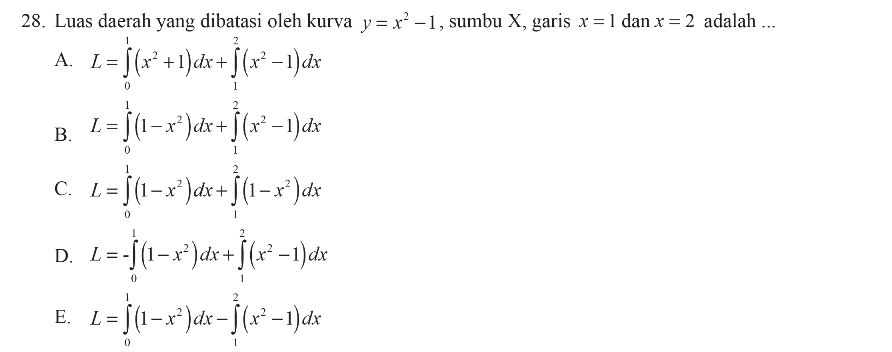 28. Luas daerah yang dibatasi oleh kurva y = x² − 1, sumbu X, garis x = 1 dan x = 2 adalah ...
A. L = ∫₀¹ (x² + 1) dx + ∫₁² (x² − 1) dx
B. L = ∫₀¹ (1 − x²) dx + ∫₁² (x² − 1) dx
C. L = ∫₀¹ (1 − x²) dx + ∫₁² (1 − x²) dx
D. L = -∫₀¹ (1 − x²) dx + ∫₁² (x² − 1) dx
E. L = ∫₀¹ (1 − x²) dx − ∫₁² (x² − 1) dx